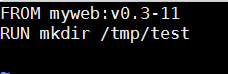 FROM myweb:v0.3-11
RUN mkdir /tmp/test
~